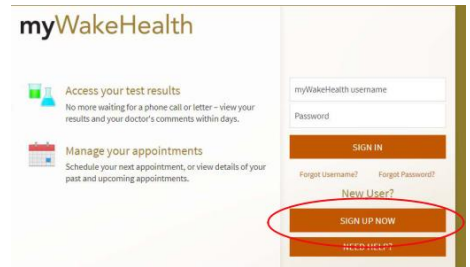 myWakeHealth
Access your test results
No more waiting for a phone call or letter – view your
results and your doctor's comments within days.
Manage your appointments
Schedule your next appointment, or view details of your
past and upcoming appointments.
myWakeHealth username
Password
SIGN IN
Forgot Username? Forgot Password?
New User?
SIGN UP NOW
NEED HELP?